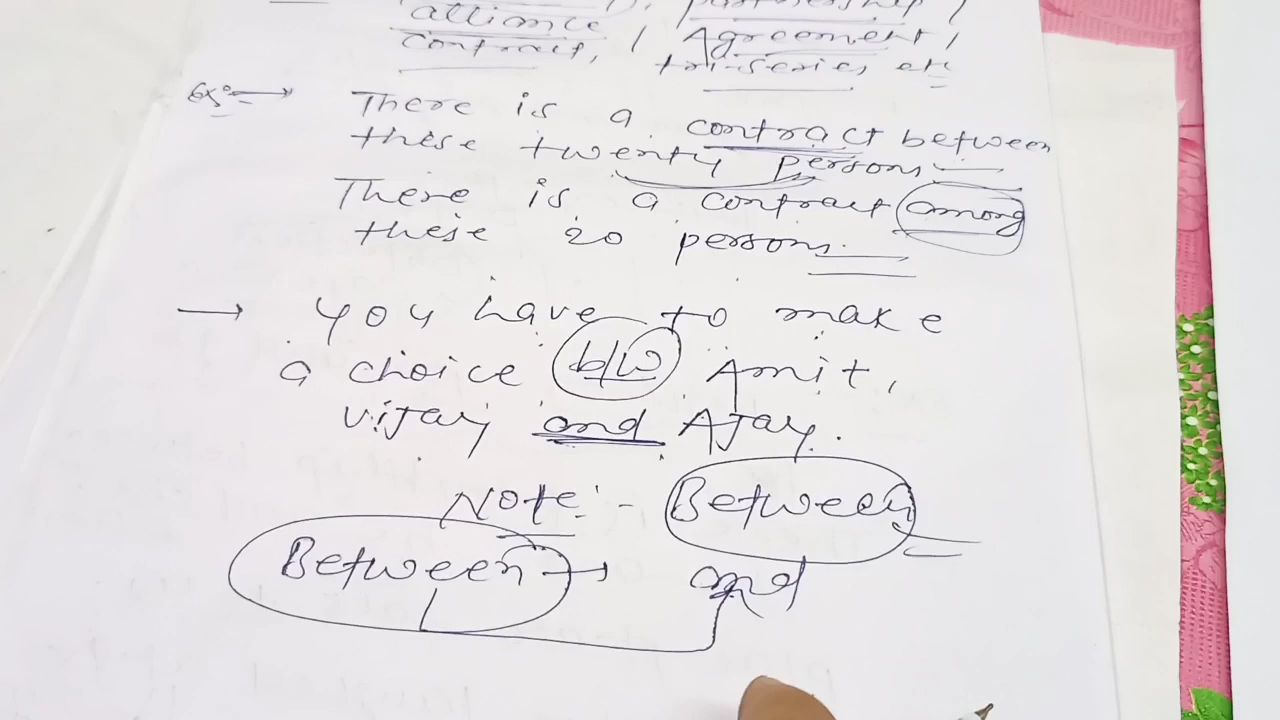 partnership /
alliance
contract, / Agreement /
tri-series etc
Ex:→ There is a contract between
these twenty persons
There is a contract among
these 20 persons.
→ You have to make
a choice b/w Amit,
Vijay and Ajay.
Note:- Between
Between → and